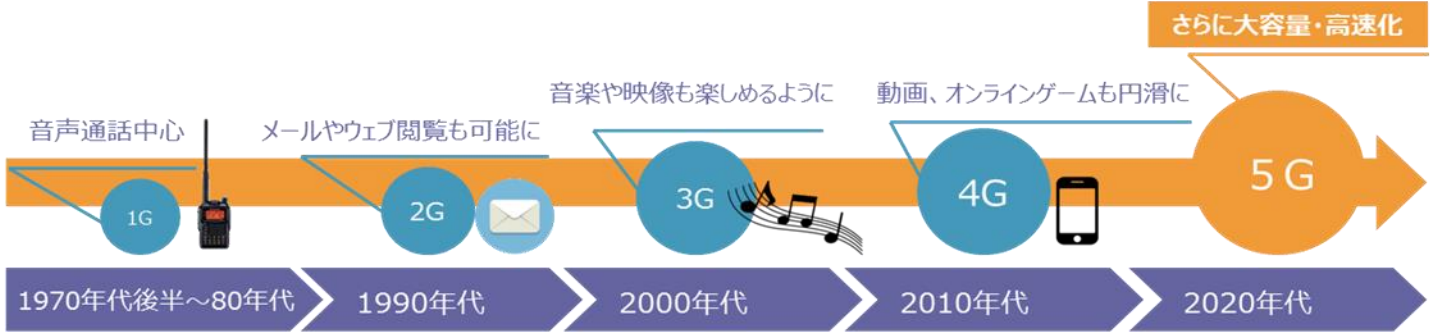 さらに大容量・高速化
音楽や映像も楽しめるように
動画、オンラインゲームも円滑に
音声通話中心
メールやウェブ閲覧も可能に
1G
2G
3G
4G
5G
1970年代後半～80年代
1990年代
2000年代
2010年代
2020年代